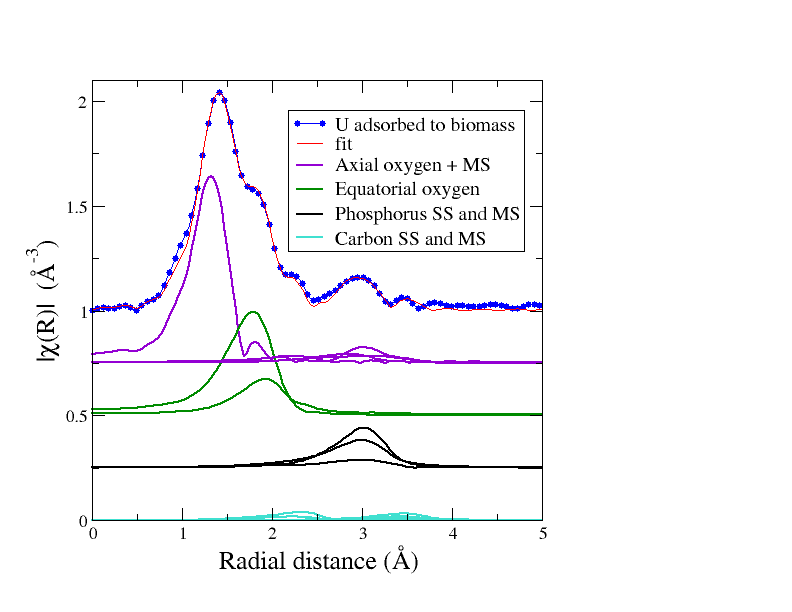 2
1.5
1
0.5
0
|χ(R)| (Å-3)
U adsorbed to biomass
fit
Axial oxygen + MS
Equatorial oxygen
Phosphorus SS and MS
Carbon SS and MS
0 1 2 3 4 5
Radial distance (Å)